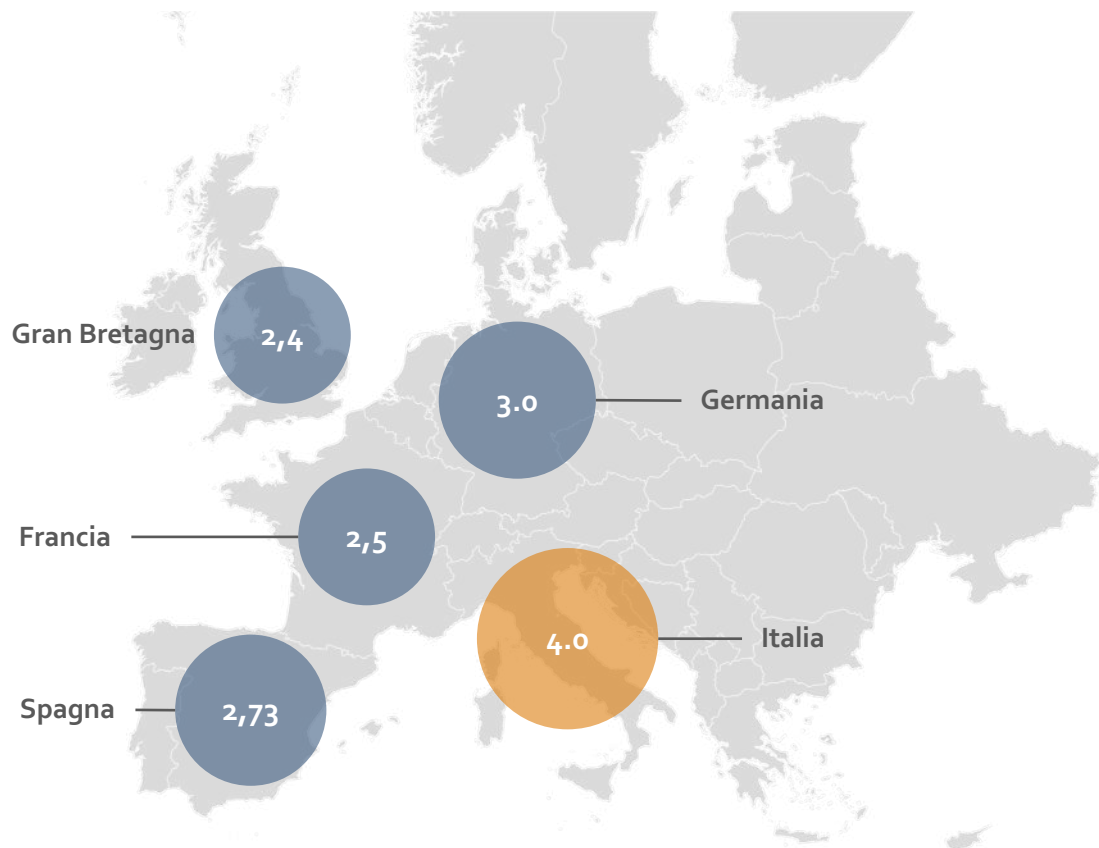 Gran Bretagna
2,4
3.0
Germania
Francia
2,5
4.0
Italia
Spagna
2,73